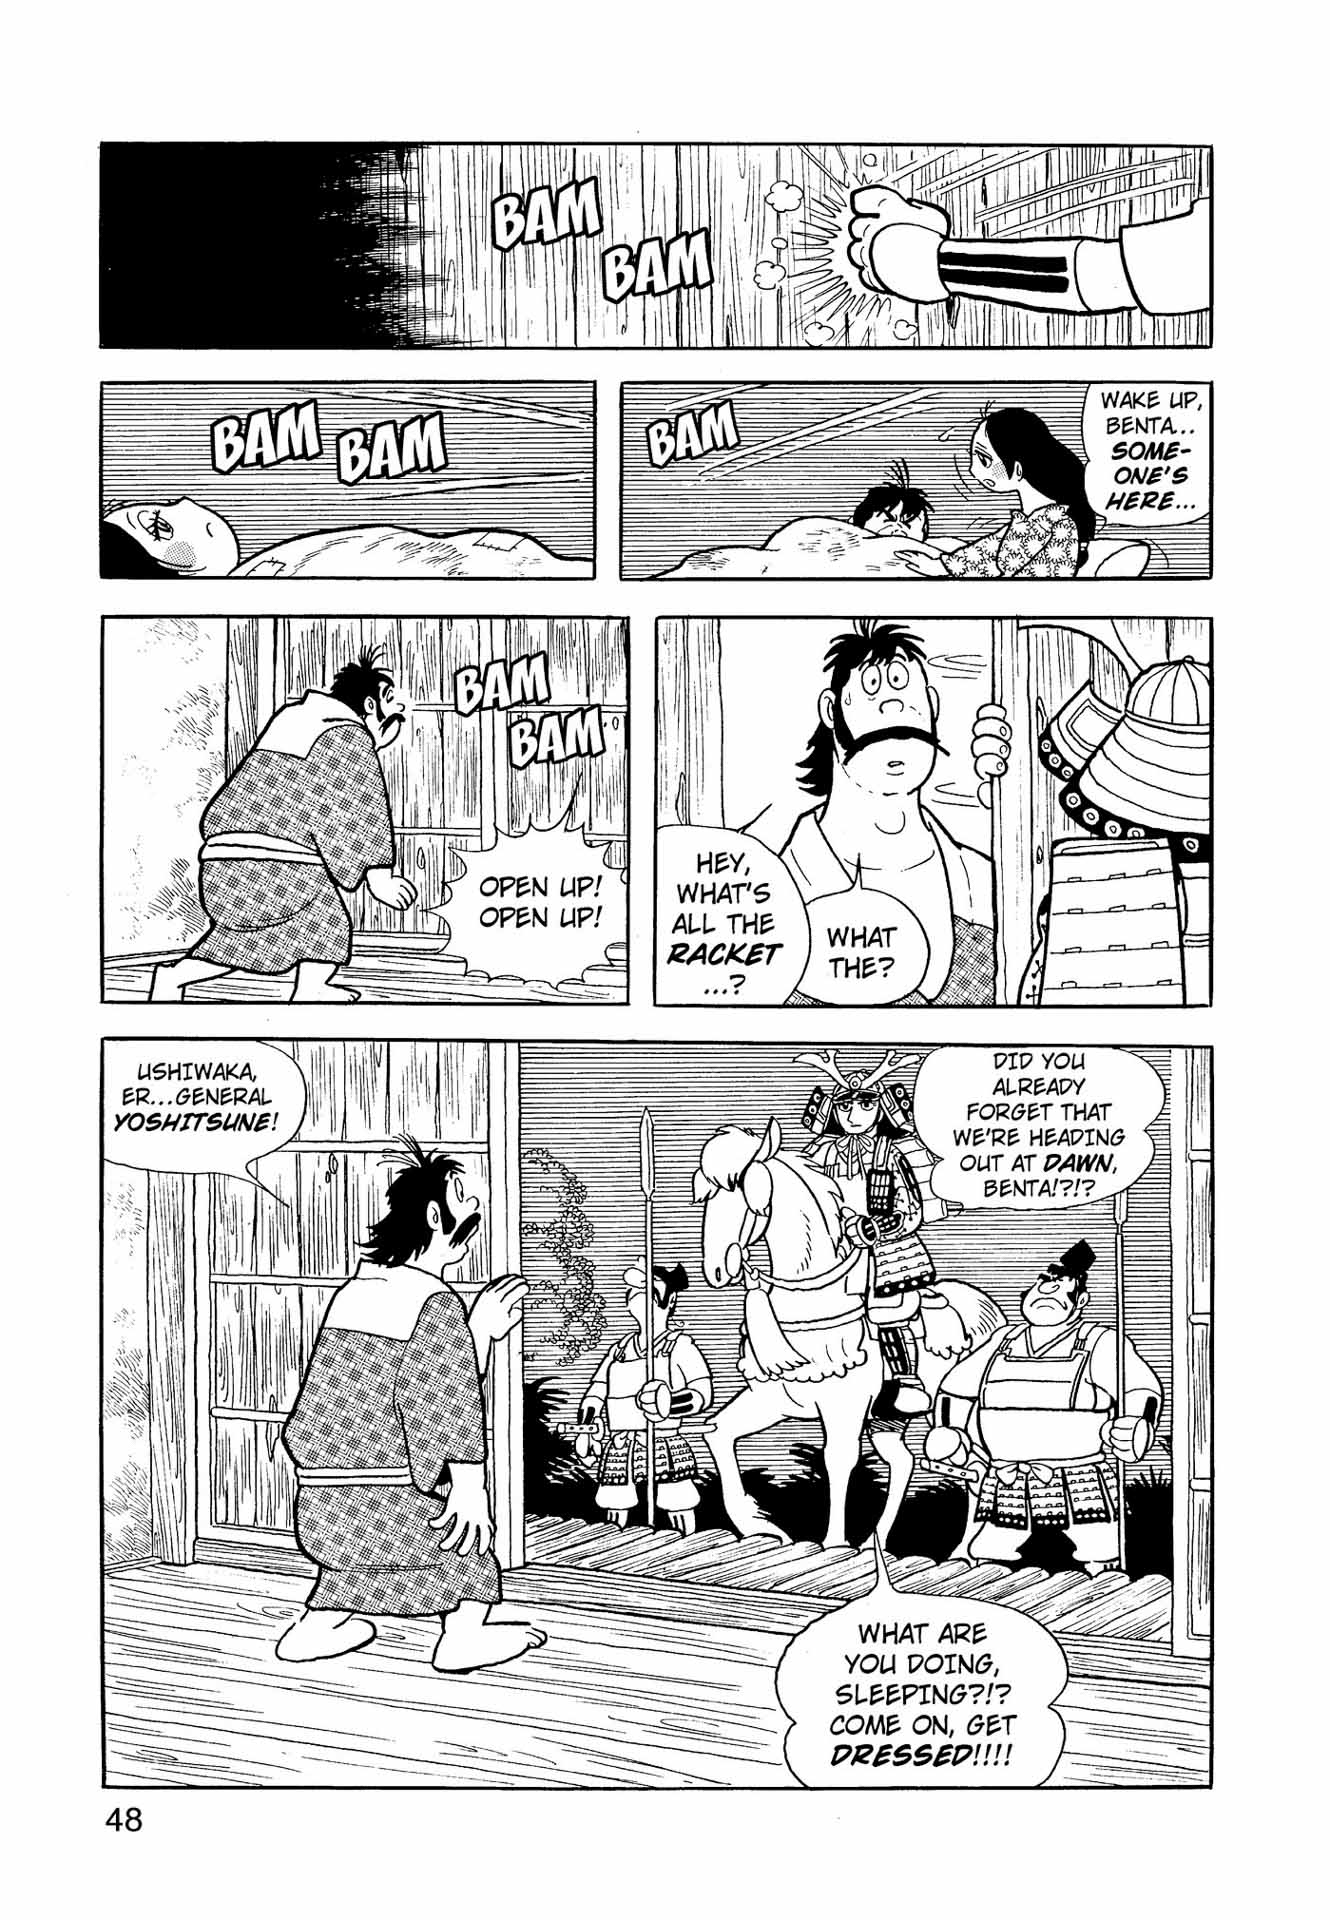 BAM
BAM
BAM
BAM
BAM
WAKE UP,
BENTA...
SOME-
ONE'S
HERE...
BAM
BAM
OPEN UP!
OPEN UP!
HEY,
WHAT'S
ALL THE
RACKET
...?
WHAT
THE?
USHIWAKA,
ER...GENERAL
YOSHITSUNE!
DID YOU
ALREADY
FORGET THAT
WE'RE HEADING
OUT AT DAWN,
BENTA!?!?
WHAT ARE
YOU DOING,
SLEEPING?!?
COME ON, GET
DRESSED!!!!
48